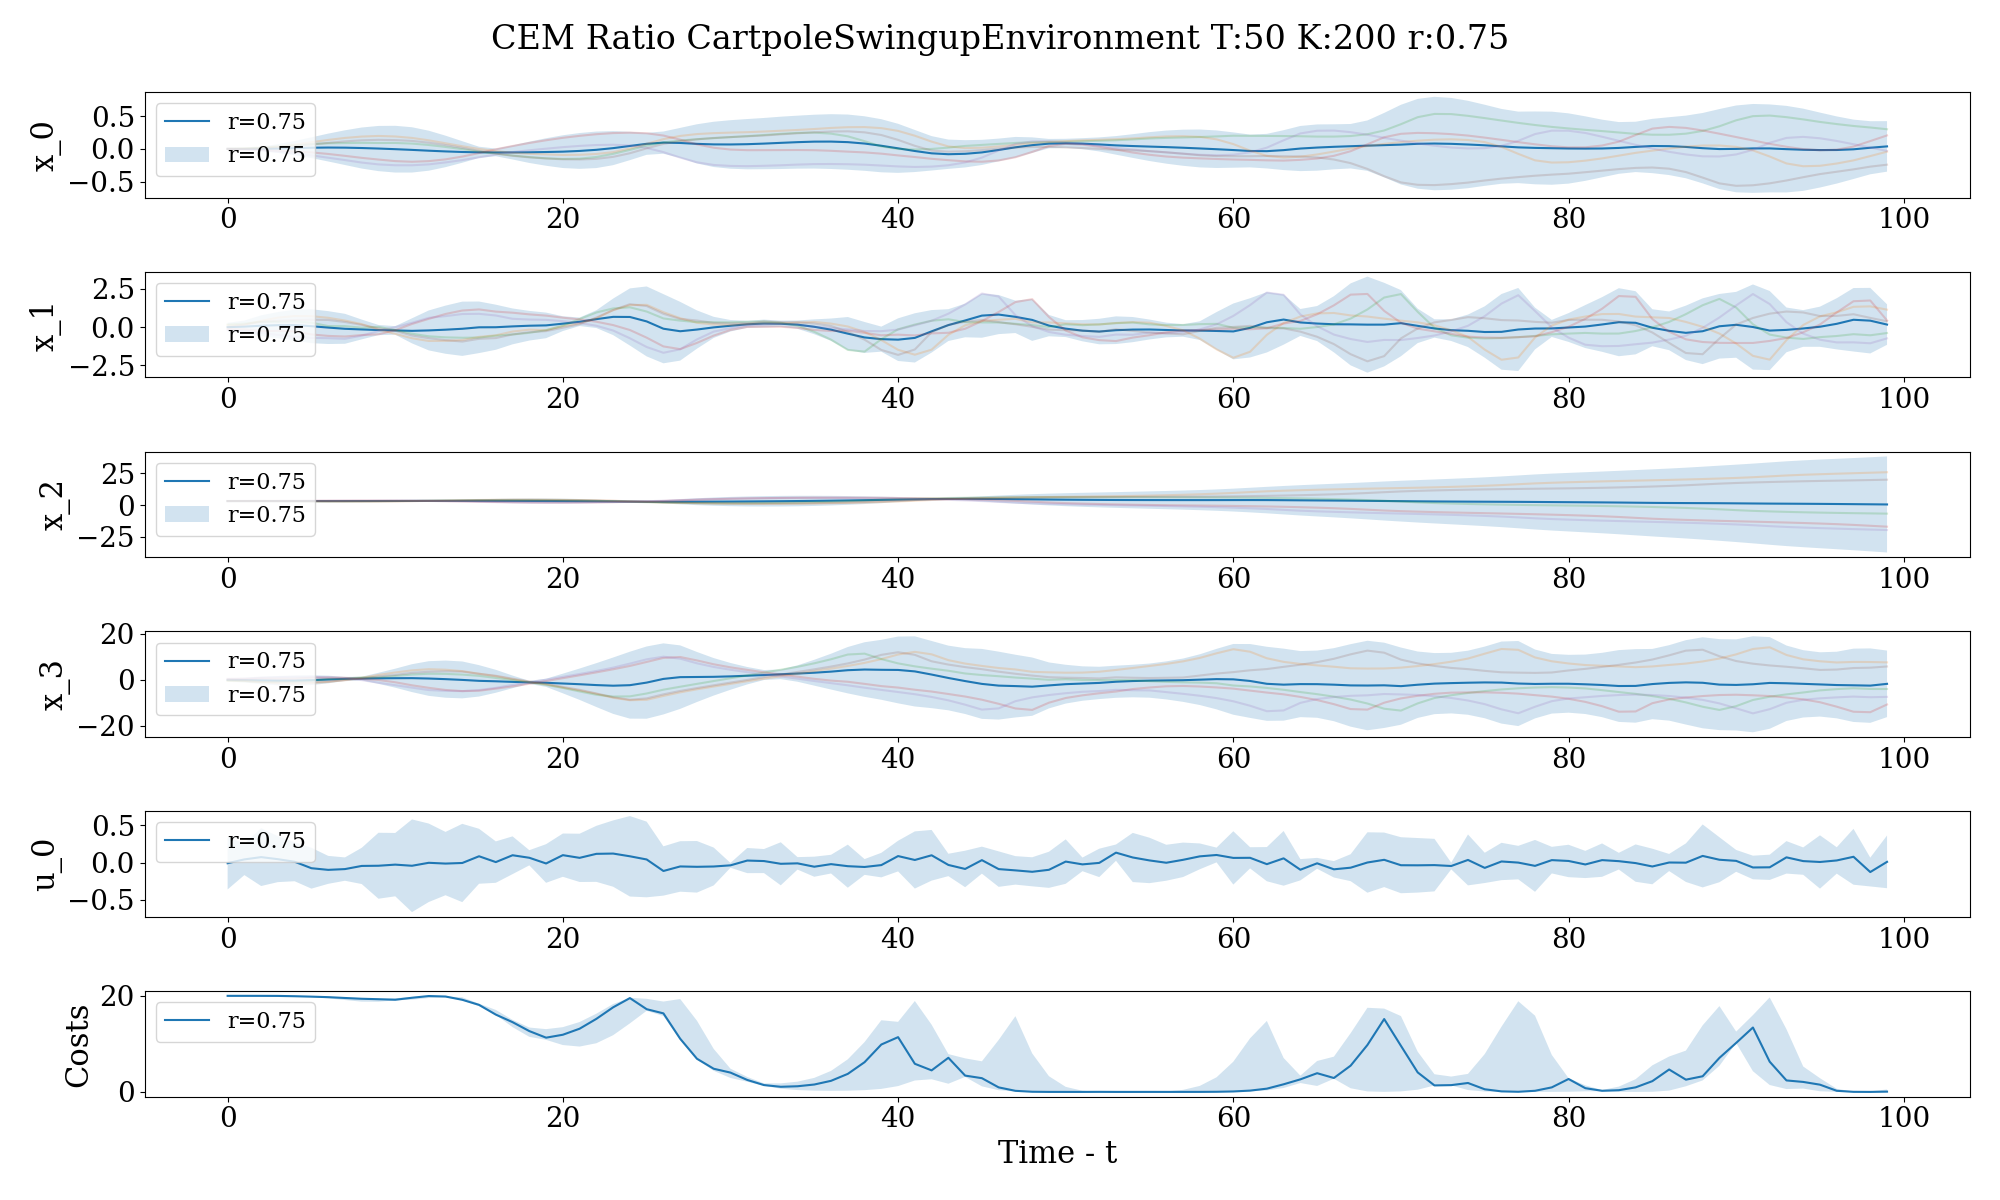 CEM Ratio CartpoleSwingupEnvironment T:50 K:200 r:0.75
x_0
0.5
0.0
−0.5
r=0.75
r=0.75
0 20 40 60 80 100
x_1
2.5
0.0
−2.5
r=0.75
r=0.75
0 20 40 60 80 100
x_2
25
0
−25
r=0.75
r=0.75
0 20 40 60 80 100
x_3
20
0
−20
r=0.75
r=0.75
0 20 40 60 80 100
u_0
0.5
0.0
−0.5
r=0.75
0 20 40 60 80 100
Costs
20
0
r=0.75
0 20 40 60 80 100
Time - t